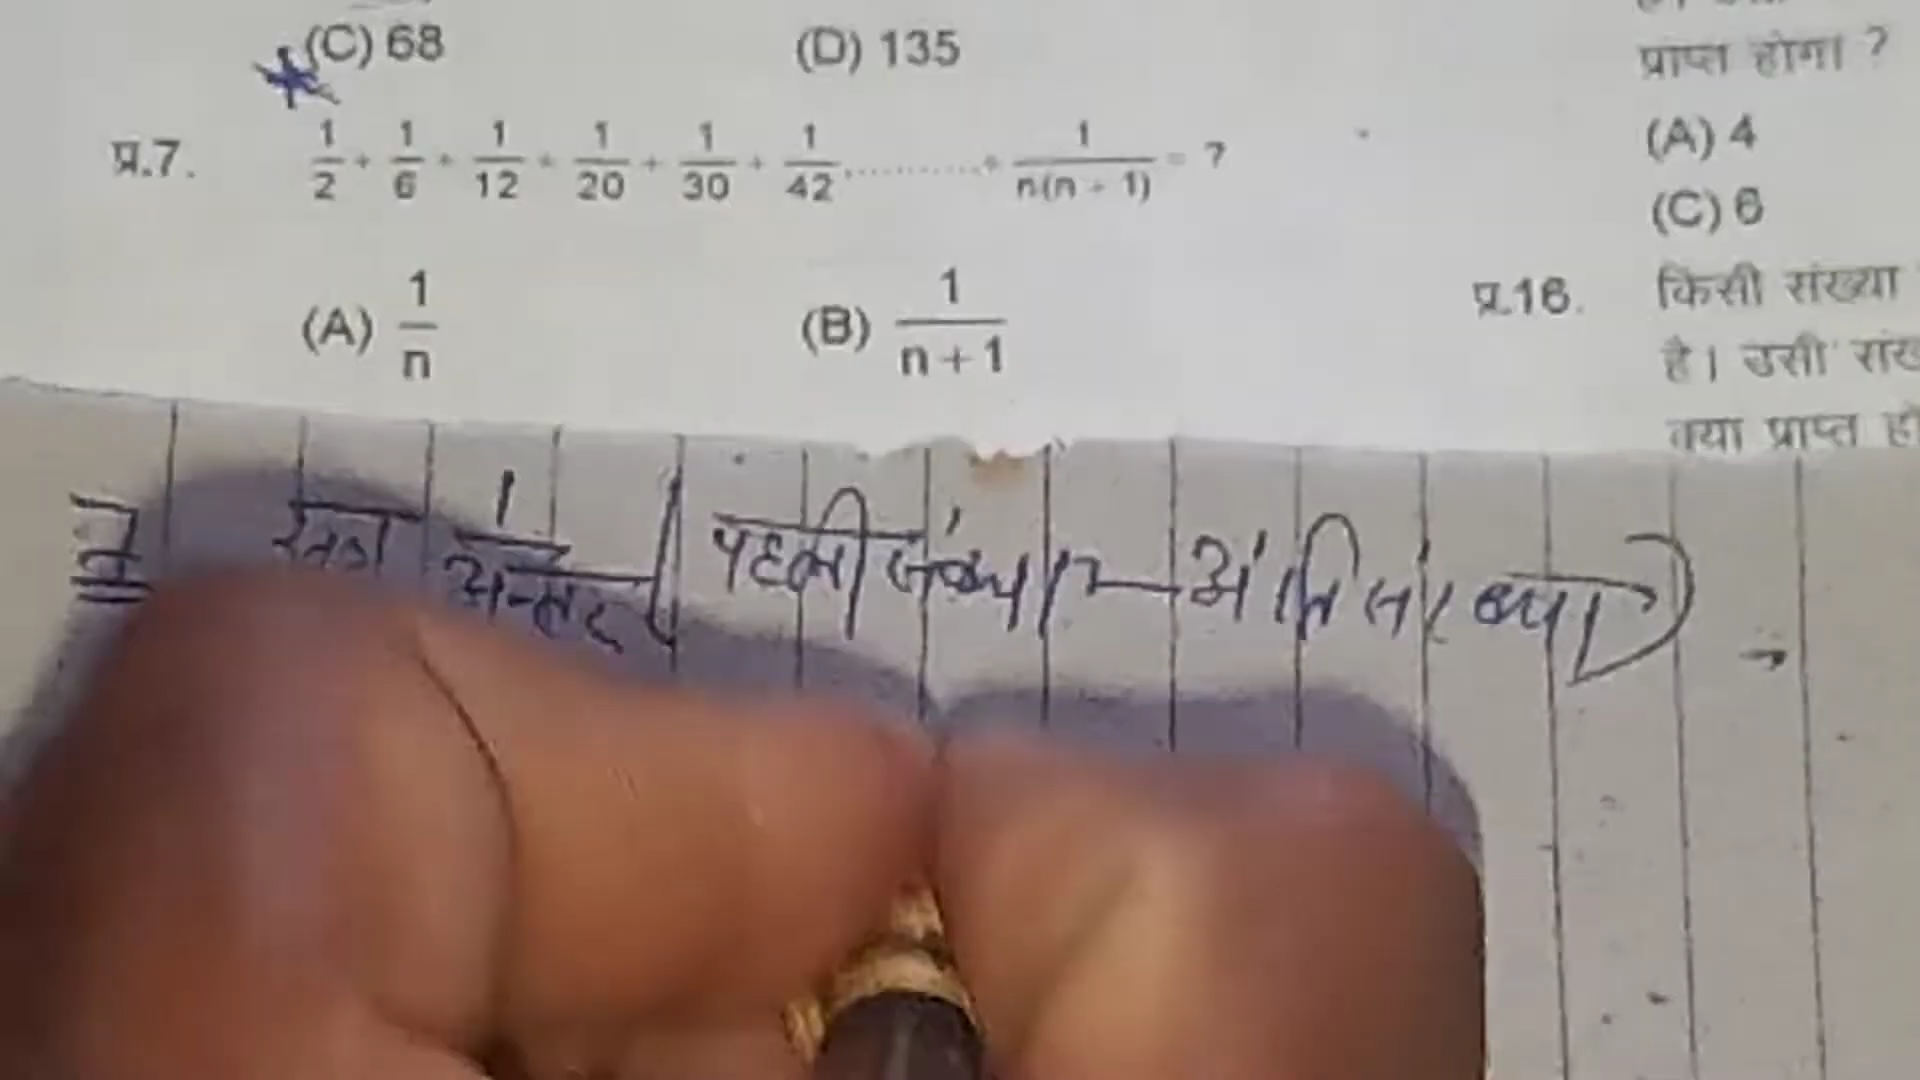 (C) 68 (D) 135
प्र.7. 1/2 + 1/6 + 1/12 + 1/20 + 1/30 + 1/42 ........... + 1/n(n + 1) = ?
(A) 1/n (B) 1/n + 1
प्राप्त होगा ?
(A) 4
(C) 6
प्र.16. किसी संख्या
है। उसी
क्या प्राप्त
1/अन्तर ( पहली संख्या – अंतिम संख्या )